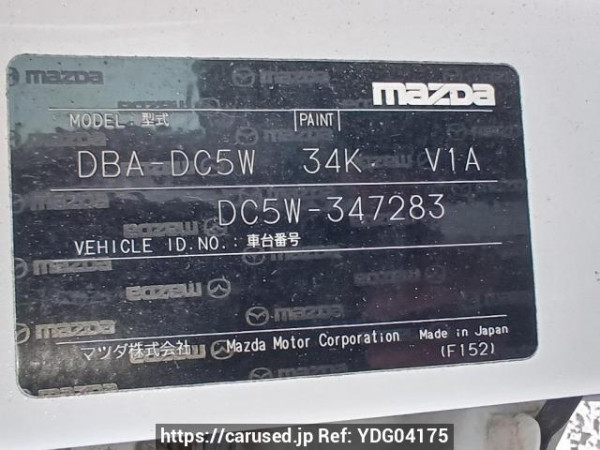 mazda
MODEL:型式 PAINT
DBA-DC5W 34K V1A
DC5W-347283
VEHICLE ID.NO.:車台番号
マツダ株式会社 Mazda Motor Corporation Made in Japan
(F152)
https://carused.jp Ref: YDG04175